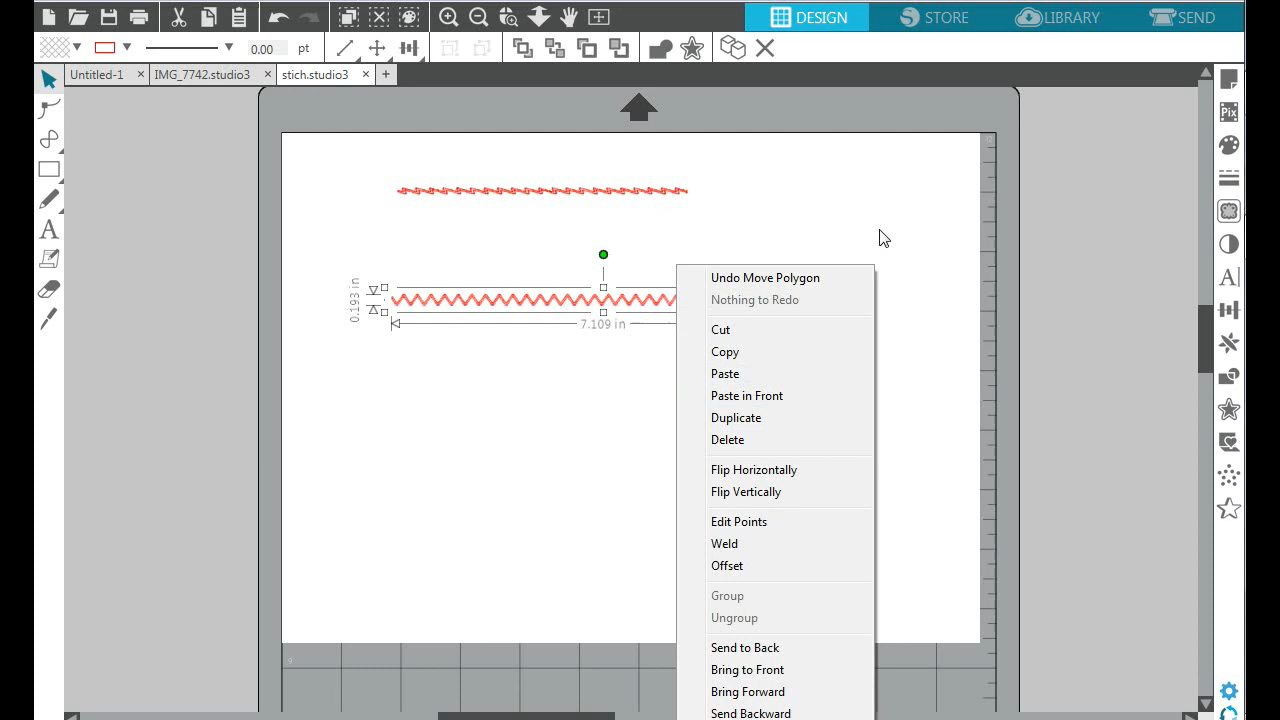 DESIGN
STORE
LIBRARY
SEND
0.00 pt
Untitled-1 ×
IMG_7742.studio3 ×
stich.studio3 ×
+
Pix
A
A
0.193 in
7.109 in
Undo Move Polygon
Nothing to Redo
Cut
Copy
Paste
Paste in Front
Duplicate
Delete
Flip Horizontally
Flip Vertically
Edit Points
Weld
Offset
Group
Ungroup
Send to Back
Bring to Front
Bring Forward
Send Backward